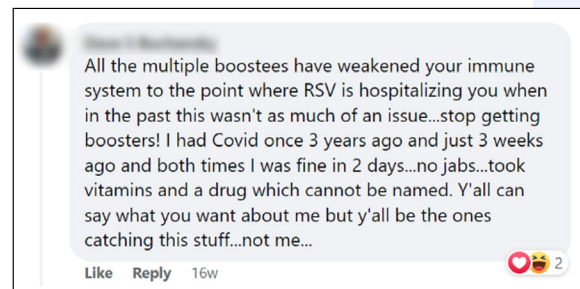 All the multiple boostees have weakened your immune
system to the point where RSV is hospitalizing you when
in the past this wasn't as much of an issue...stop getting
boosters! I had Covid once 3 years ago and just 3 weeks
ago and both times I was fine in 2 days...no jabs...took
vitamins and a drug which cannot be named. Y'all can
say what you want about me but y'all be the ones
catching this stuff...not me...
2
Like Reply 16w